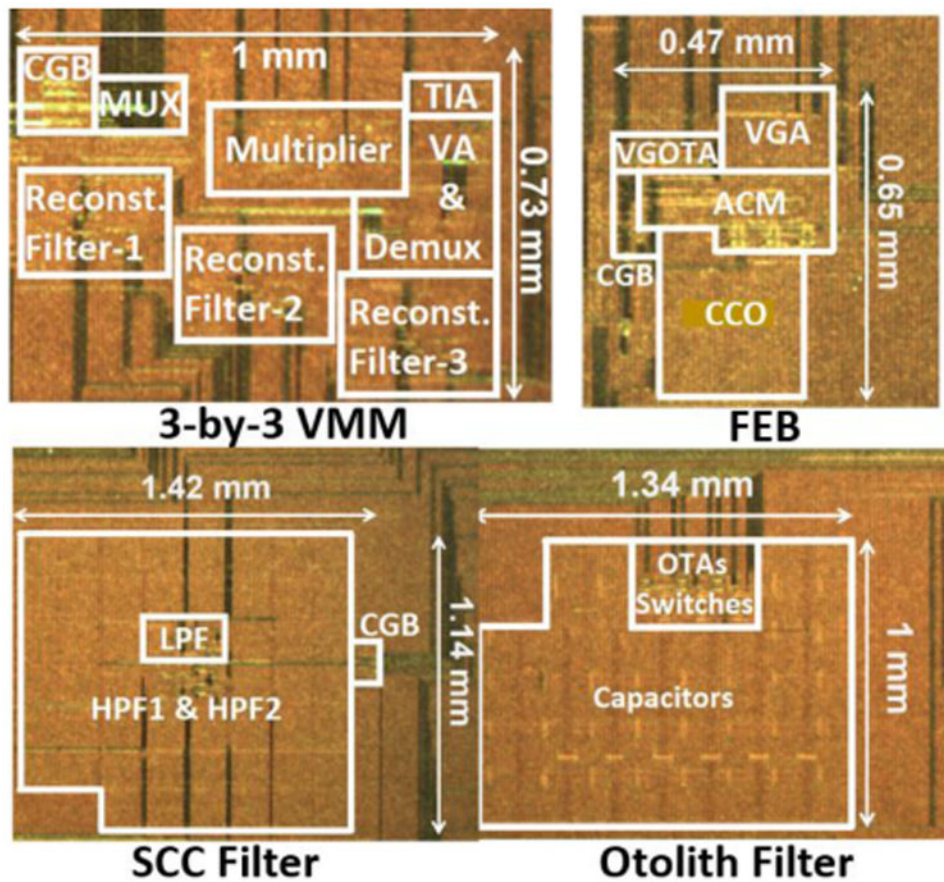 1 mm
CGB
MUX
TIA
Multiplier
VA
&
Demux
0.73 mm
Reconst.
Filter-1
Reconst.
Filter-2
Reconst.
Filter-3
3-by-3 VMM
0.47 mm
VGA
VGOTA
ACM
0.65 mm
CGB
CCO
FEB
1.42 mm
LPF
CGB
1.14 mm
HPF1 & HPF2
SCC Filter
1.34 mm
OTAs
Switches
1 mm
Capacitors
Otolith Filter